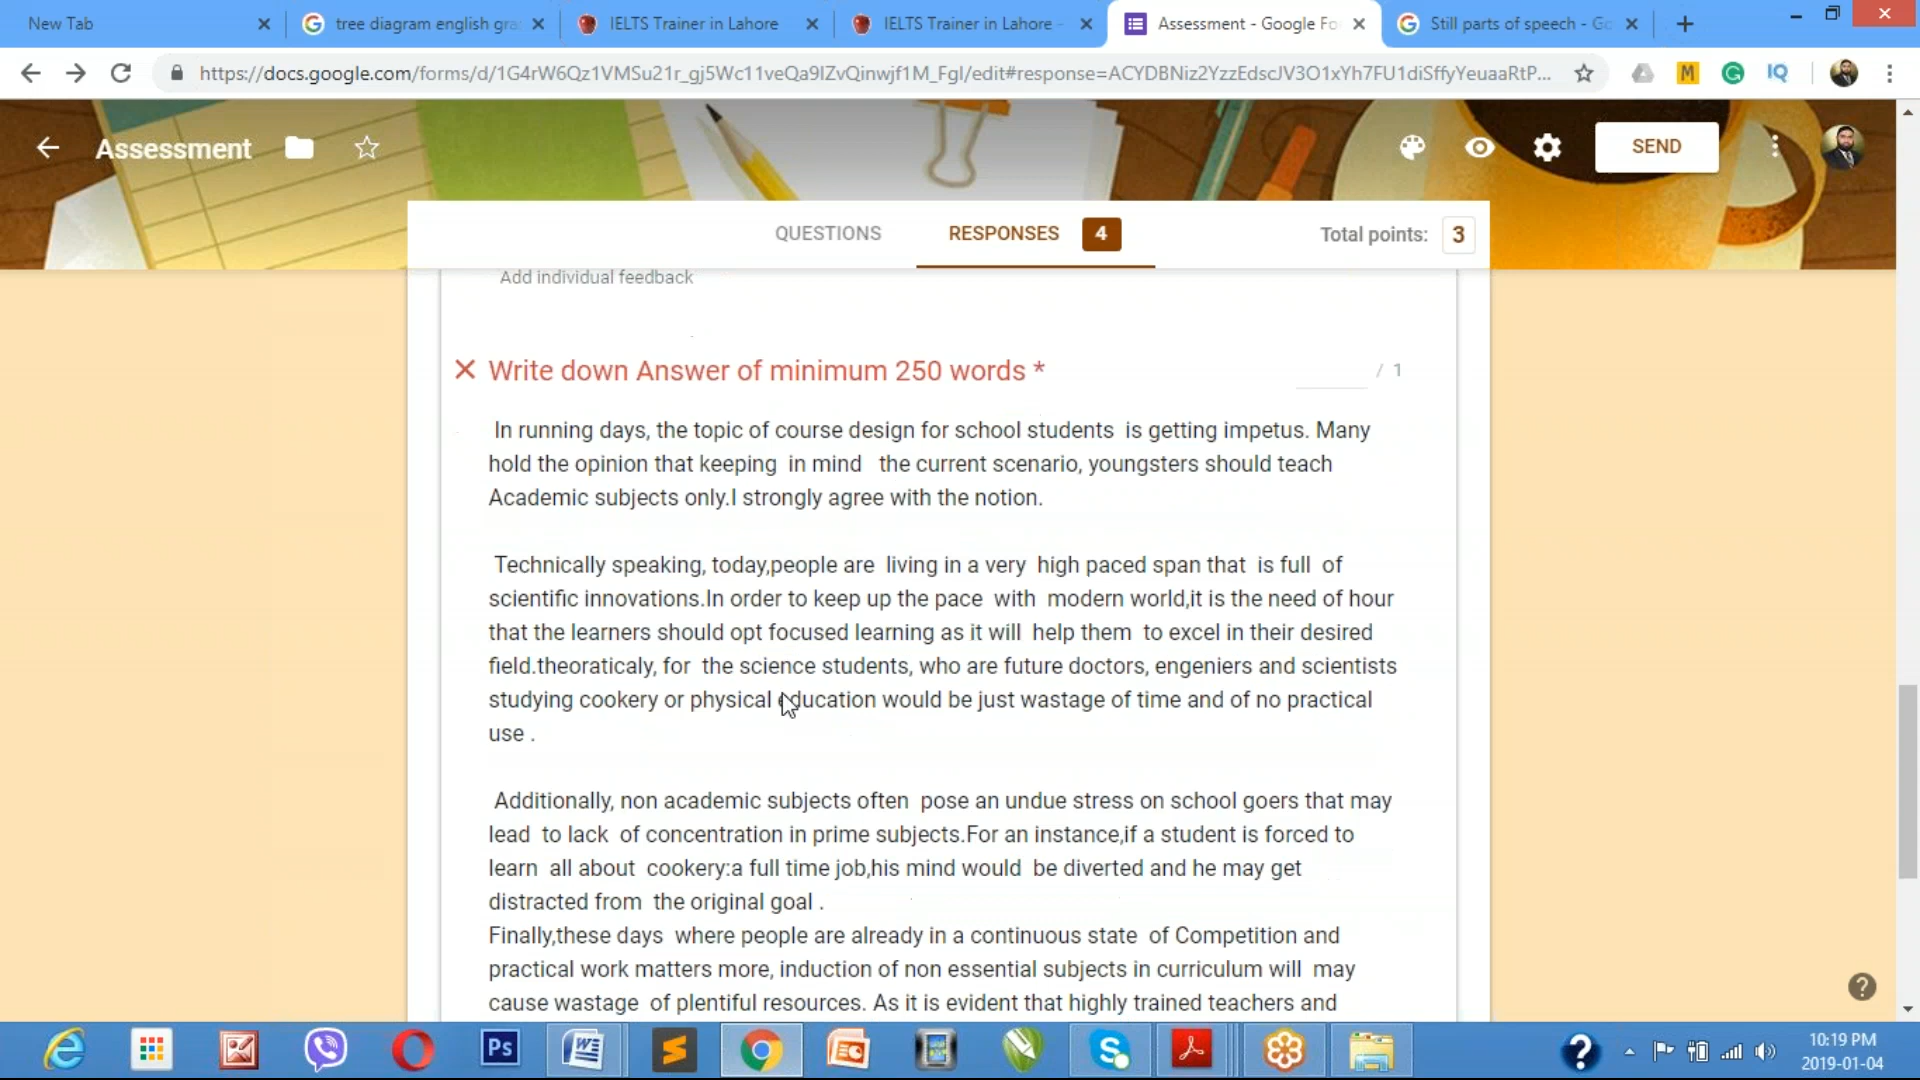 New Tab
tree diagram english gra
IELTS Trainer in Lahore
IELTS Trainer in Lahore -
Assessment - Google Fo
Still parts of speech - Go
https://docs.google.com/forms/d/1G4rW6Qz1VMSu21r_gj5Wc11veQa9IZvQinwjf1M_FgI/edit#response=ACYDBNiz2YzzEdscJV3O1xYh7FU1diSffyYeuaaRtP...
Assessment
SEND
QUESTIONS
RESPONSES 4
Total points: 3
Add individual feedback
Write down Answer of minimum 250 words *
/ 1
In running days, the topic of course design for school students is getting impetus. Many
hold the opinion that keeping in mind the current scenario, youngsters should teach
Academic subjects only.I strongly agree with the notion.
Technically speaking, today,people are living in a very high paced span that is full of
scientific innovations.In order to keep up the pace with modern world,it is the need of hour
that the learners should opt focused learning as it will help them to excel in their desired
field.theoraticaly, for the science students, who are future doctors, engeniers and scientists
studying cookery or physical education would be just wastage of time and of no practical
use .
Additionally, non academic subjects often pose an undue stress on school goers that may
lead to lack of concentration in prime subjects.For an instance,if a student is forced to
learn all about cookery:a full time job,his mind would be diverted and he may get
distracted from the original goal .
Finally,these days where people are already in a continuous state of Competition and
practical work matters more, induction of non essential subjects in curriculum will may
cause wastage of plentiful resources. As it is evident that highly trained teachers and
10:19 PM
2019-01-04